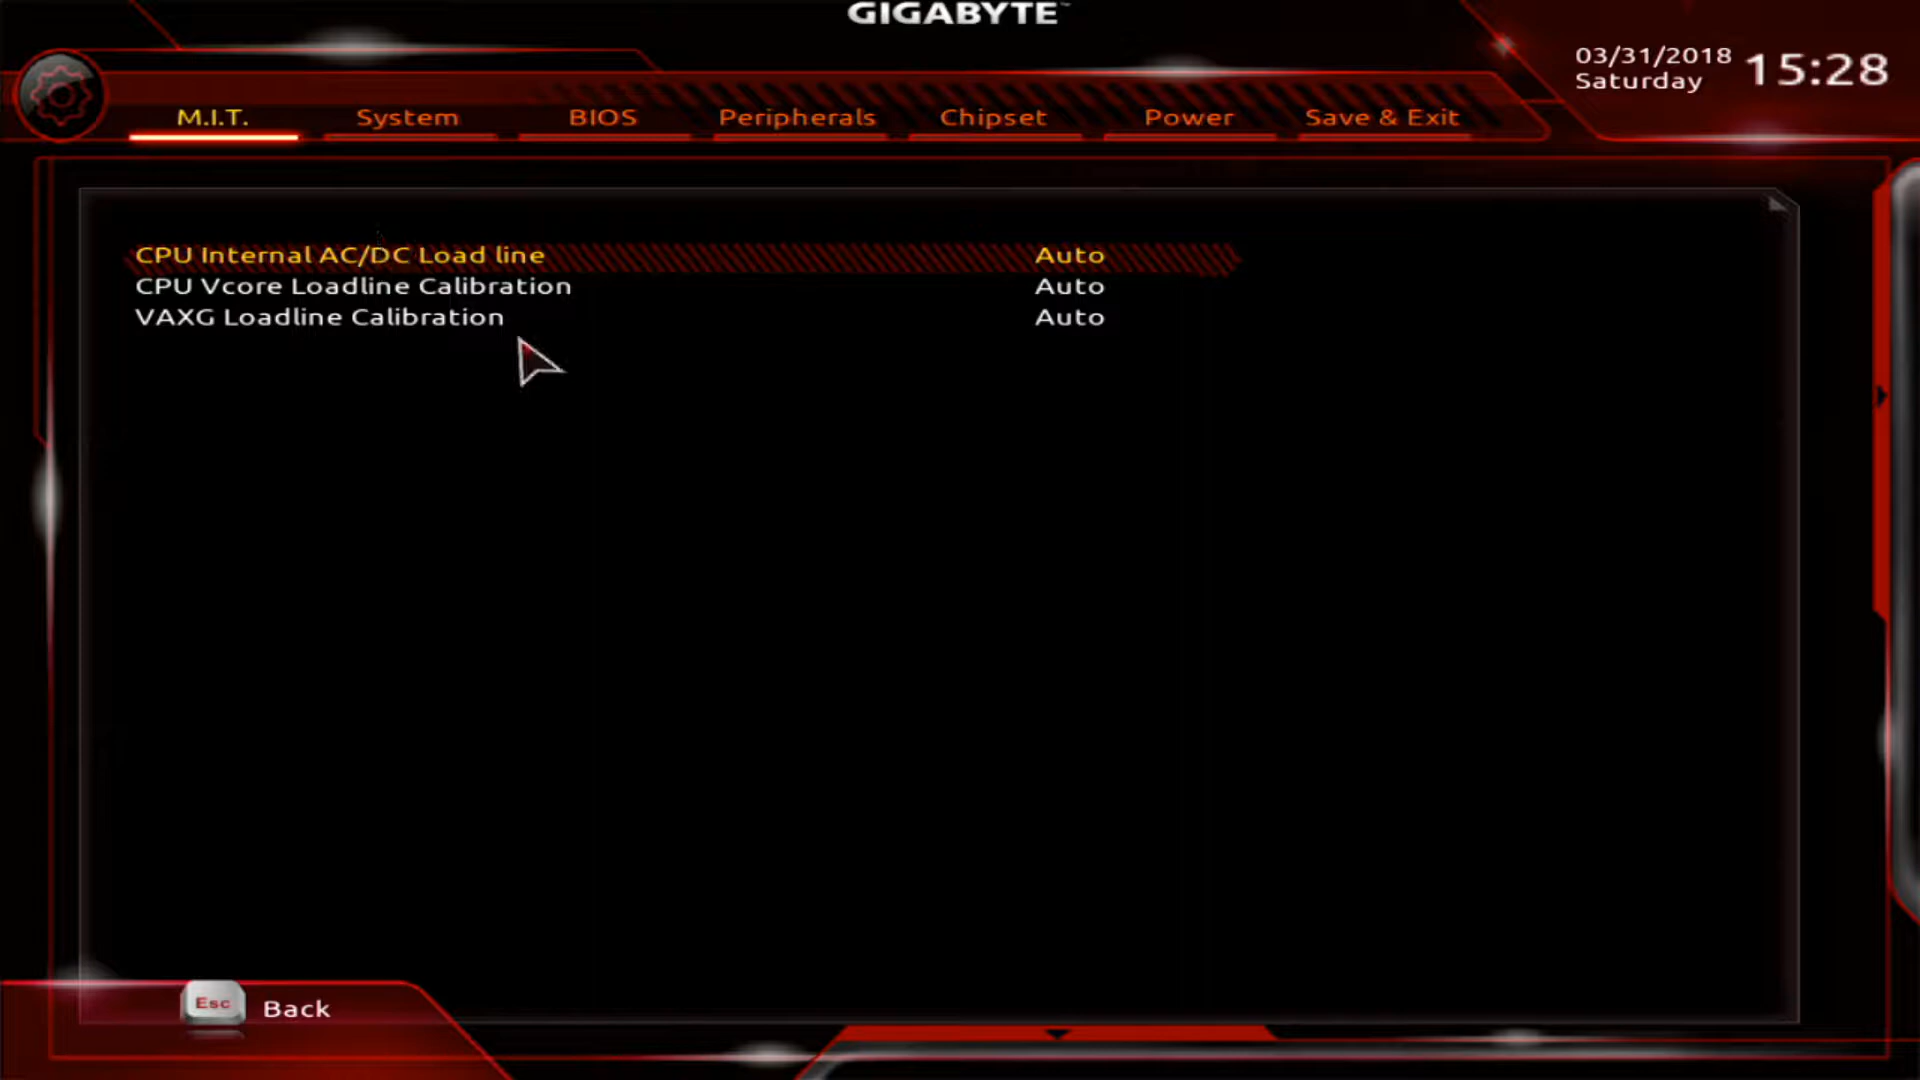 GIGABYTE™
03/31/2018
Saturday
15:28
M.I.T.
System
BIOS
Peripherals
Chipset
Power
Save & Exit
CPU Internal AC/DC Load line Auto
CPU Vcore Loadline Calibration Auto
VAXG Loadline Calibration Auto
Esc Back